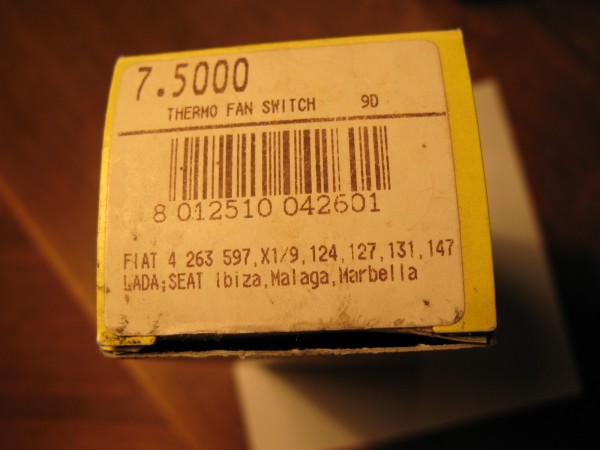 7.5000
THERMO FAN SWITCH 9D
8 012510 042601
FIAT 4 263 597,X1/9,124,127,131,147
LADA;SEAT Ibiza,Malaga,Marbella